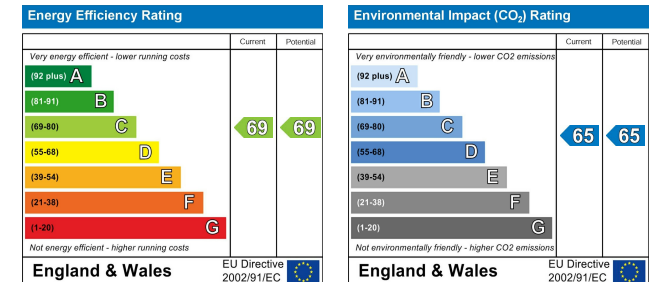 Energy Efficiency Rating
Current Potential
Very energy efficient - lower running costs
(92 plus) A
(81-91) B
(69-80) C 69 69
(55-68) D
(39-54) E
(21-38) F
(1-20) G
Not energy efficient - higher running costs
England & Wales
EU Directive
2002/91/EC
Environmental Impact (CO₂) Rating
Current Potential
Very environmentally friendly - lower CO2 emissions
(92 plus) A
(81-91) B
(69-80) C
(55-68) D
65 65
(39-54) E
(21-38) F
(1-20) G
Not environmentally friendly - higher CO2 emissions
England & Wales
EU Directive
2002/91/EC